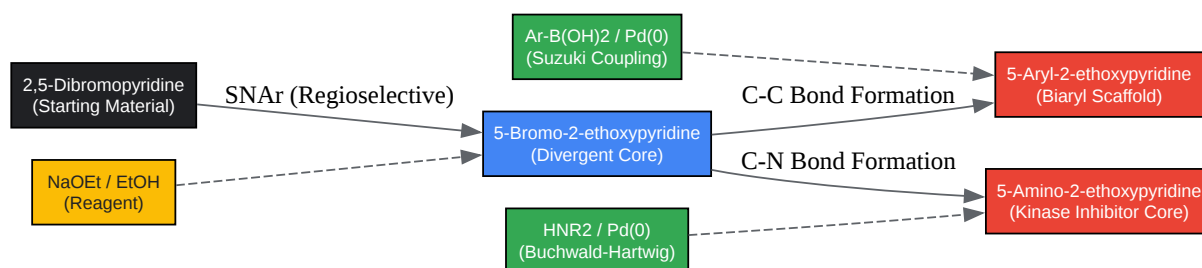 Ar-B(OH)2 / Pd(0)
(Suzuki Coupling)
2,5-Dibromopyridine
(Starting Material)
SNAr (Regioselective)
C-C Bond Formation
5-Aryl-2-ethoxypyridine
(Biaryl Scaffold)
5-Bromo-2-ethoxypyridine
(Divergent Core)
NaOEt / EtOH
(Reagent)
C-N Bond Formation
5-Amino-2-ethoxypyridine
(Kinase Inhibitor Core)
HNR2 / Pd(0)
(Buchwald-Hartwig)